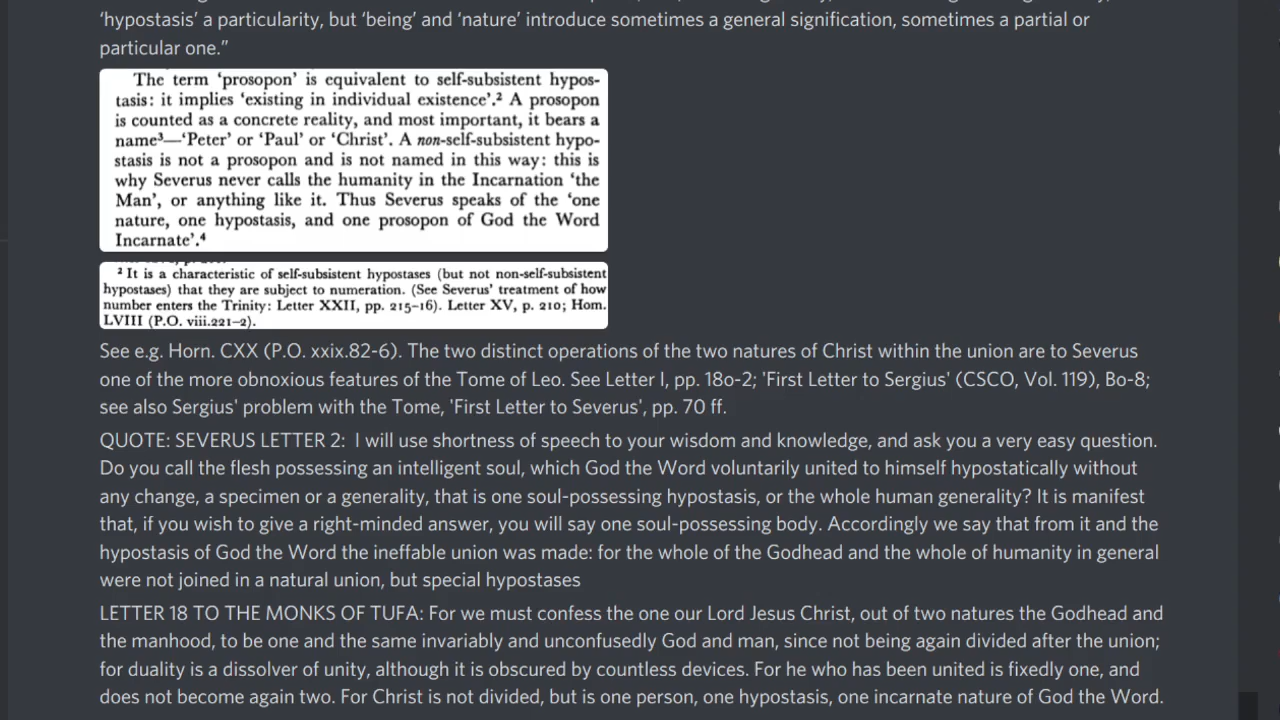 'hypostasis' a particularity, but 'being' and 'nature' introduce sometimes a general signification, sometimes a partial or
particular one."
The term 'prosopon' is equivalent to self-subsistent hypos-
tasis: it implies 'existing in individual existence'.² A prosopon
is counted as a concrete reality, and most important, it bears a
name³—'Peter' or 'Paul' or 'Christ'. A non-self-subsistent hypo-
stasis is not a prosopon and is not named in this way: this is
why Severus never calls the humanity in the Incarnation 'the
Man', or anything like it. Thus Severus speaks of the 'one
nature, one hypostasis, and one prosopon of God the Word
Incarnate'.⁴
² It is a characteristic of self-subsistent hypostases (but not non-self-subsistent
hypostases) that they are subject to numeration. (See Severus' treatment of how
number enters the Trinity: Letter XXII, pp. 215-16). Letter XV, p. 210; Hom.
LVIII (P.O. viii.221-2).
See e.g. Horn. CXX (P.O. xxix.82-6). The two distinct operations of the two natures of Christ within the union are to Severus
one of the more obnoxious features of the Tome of Leo. See Letter I, pp. 18o-2; 'First Letter to Sergius' (CSCO, Vol. 119), Bo-8;
see also Sergius' problem with the Tome, 'First Letter to Severus', pp. 70 ff.
QUOTE: SEVERUS LETTER 2:  I will use shortness of speech to your wisdom and knowledge, and ask you a very easy question.
Do you call the flesh possessing an intelligent soul, which God the Word voluntarily united to himself hypostatically without
any change, a specimen or a generality, that is one soul-possessing hypostasis, or the whole human generality? It is manifest
that, if you wish to give a right-minded answer, you will say one soul-possessing body. Accordingly we say that from it and the
hypostasis of God the Word the ineffable union was made: for the whole of the Godhead and the whole of humanity in general
were not joined in a natural union, but special hypostases
LETTER 18 TO THE MONKS OF TUFA: For we must confess the one our Lord Jesus Christ, out of two natures the Godhead and
the manhood, to be one and the same invariably and unconfusedly God and man, since not being again divided after the union;
for duality is a dissolver of unity, although it is obscured by countless devices. For he who has been united is fixedly one, and
does not become again two. For Christ is not divided, but is one person, one hypostasis, one incarnate nature of God the Word.